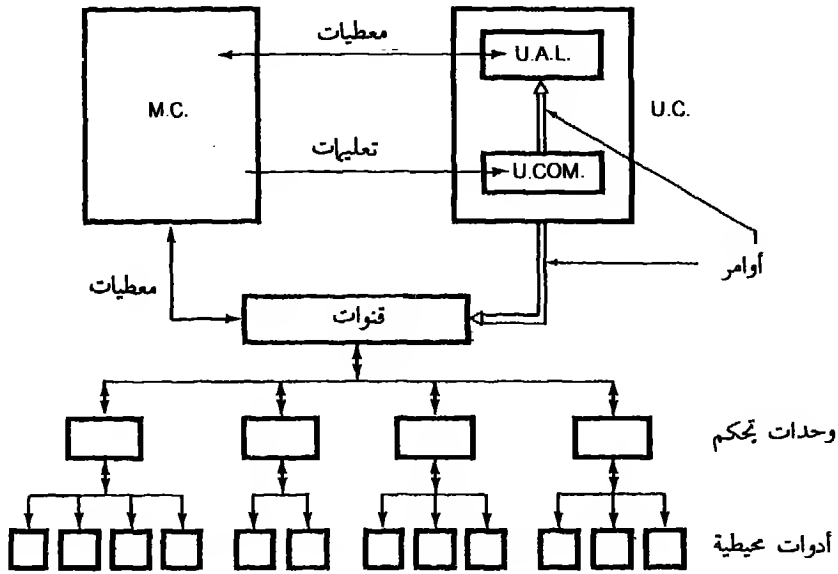 معطيات
U.A.L.
M.C.
U.C.
تعليمات
U.COM.
أوامر
معطيات
قنوات
وحدات تحكم
أدوات محيطية